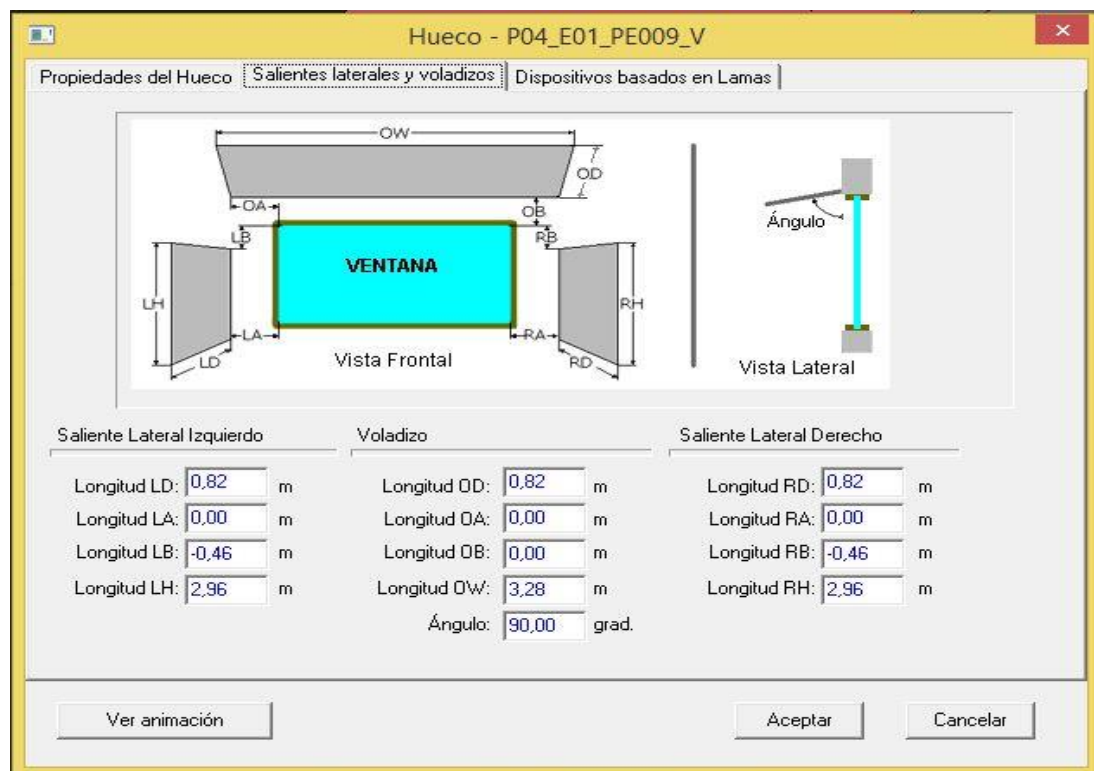 Hueco - P04_E01_PE009_V
Propiedades del Hueco Salientes laterales y voladizos Dispositivos basados en Lamas
OW
OD
OA
OB
LB
RB
Ángulo
VENTANA
LH
RH
LA
RA
LD
Vista Frontal
RD
Vista Lateral
Saliente Lateral Izquierdo Voladizo Saliente Lateral Derecho
Longitud LD: 0,82 m Longitud OD: 0,82 m Longitud RD: 0,82 m
Longitud LA: 0,00 m Longitud OA: 0,00 m Longitud RA: 0,00 m
Longitud LB: -0,46 m Longitud OB: 0,00 m Longitud RB: -0,46 m
Longitud LH: 2,96 m Longitud OW: 3,28 m Longitud RH: 2,96 m
Ángulo: 90,00 grad.
Ver animación Aceptar Cancelar